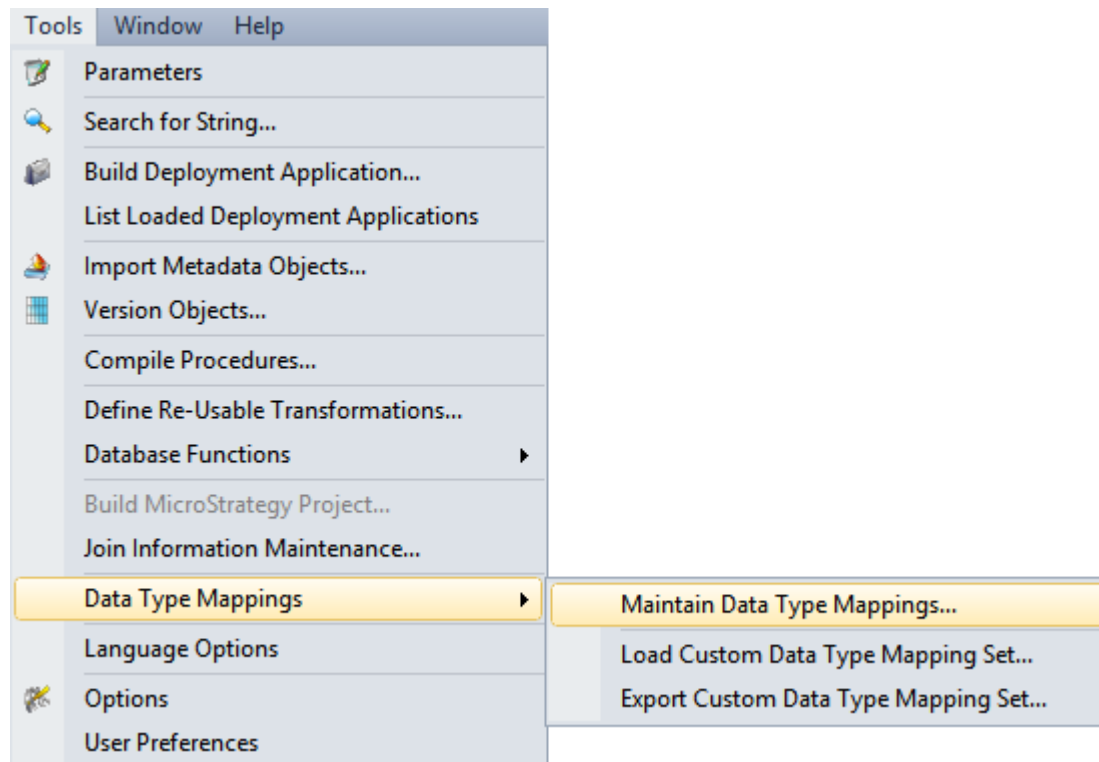 Tools Window Help
Parameters
Search for String...
Build Deployment Application...
List Loaded Deployment Applications
Import Metadata Objects...
Version Objects...
Compile Procedures...
Define Re-Usable Transformations...
Database Functions
Build MicroStrategy Project...
Join Information Maintenance...
Data Type Mappings
Maintain Data Type Mappings...
Language Options
Load Custom Data Type Mapping Set...
Options
Export Custom Data Type Mapping Set...
User Preferences